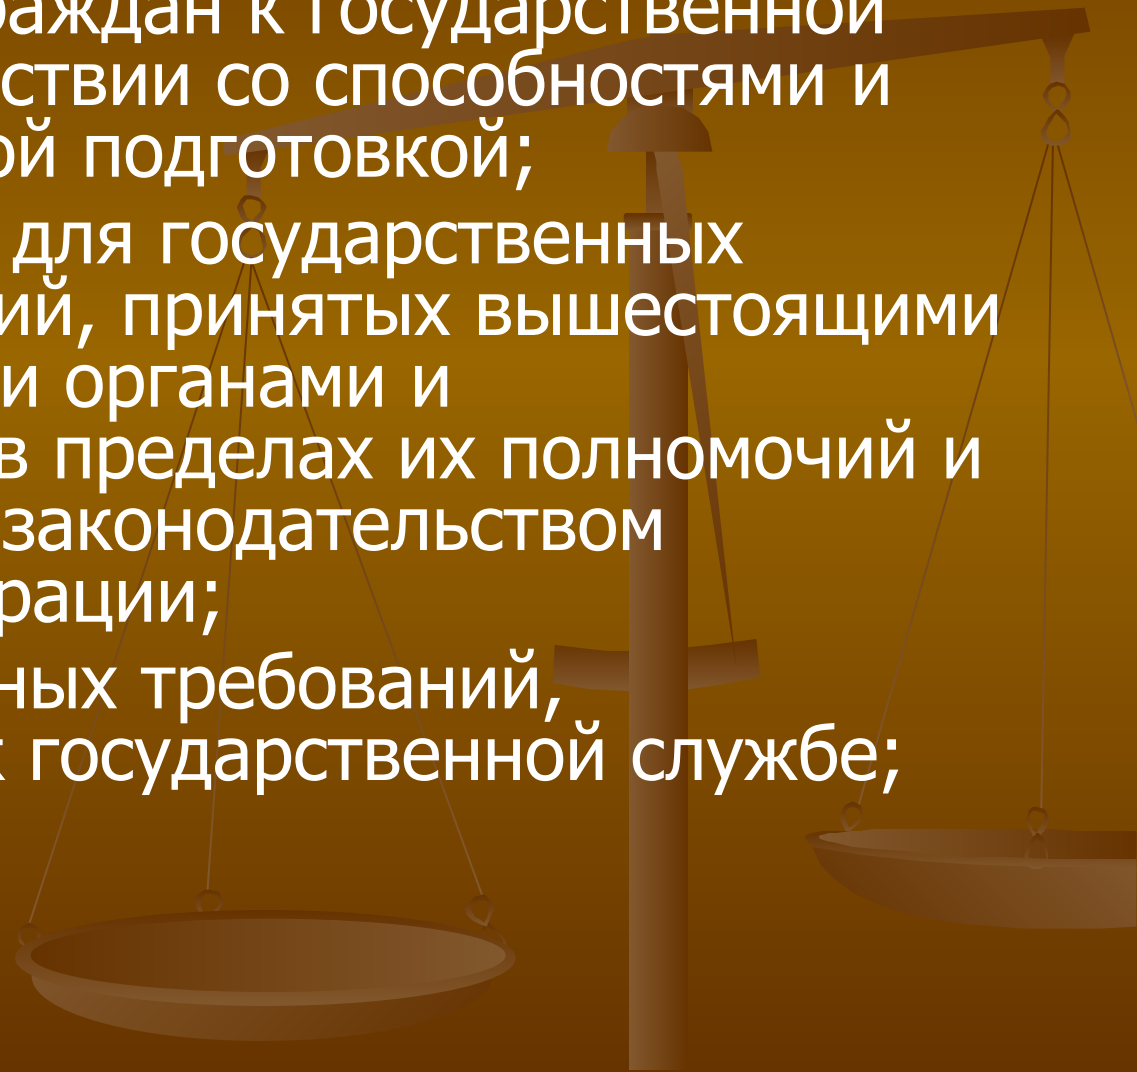 раждан к государственной
ствии со способностями и
ой подготовкой;
для государственных
ий, принятых вышестоящими
и органами и
в пределах их полномочий и
законодательством
рации;
ных требований,
к государственной службе;